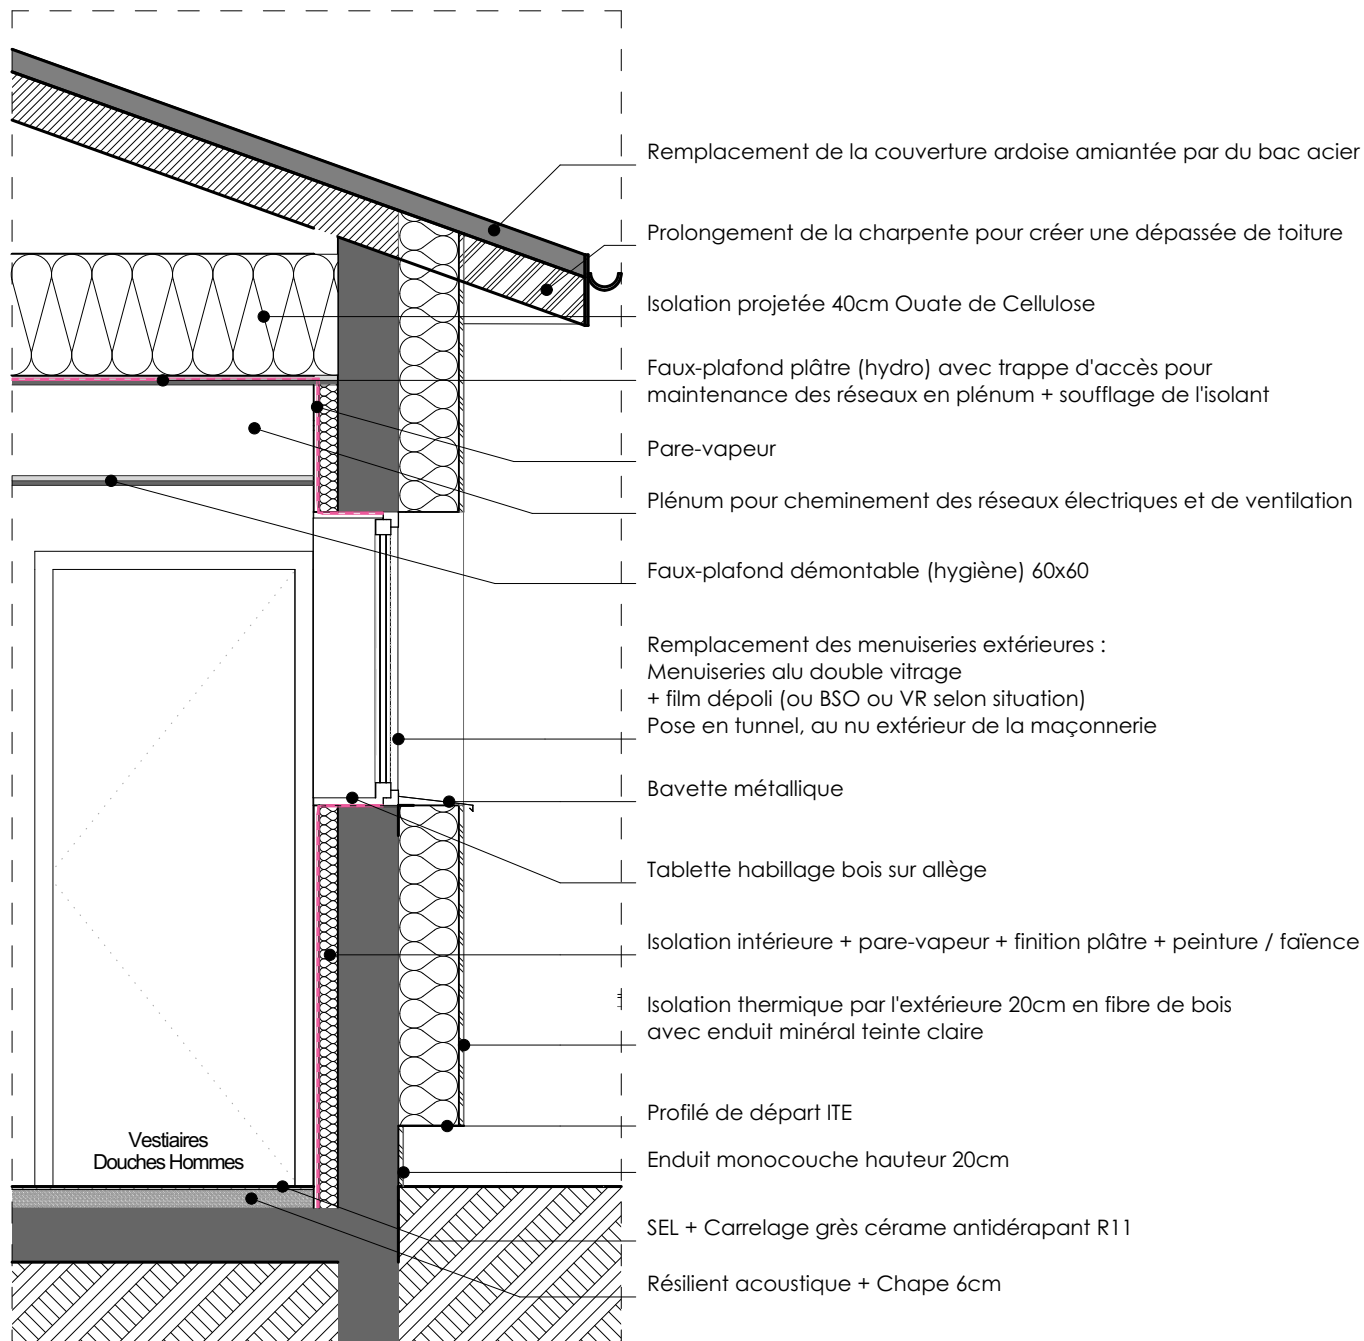 Remplacement de la couverture ardoise amiantée par du bac acier
Prolongement de la charpente pour créer une dépassée de toiture
Isolation projetée 40cm Ouate de Cellulose
Faux-plafond plâtre (hydro) avec trappe d'accès pour
maintenance des réseaux en plénum + soufflage de l'isolant
Pare-vapeur
Plénum pour cheminement des réseaux électriques et de ventilation
Faux-plafond démontable (hygiène) 60x60
Remplacement des menuiseries extérieures :
Menuiseries alu double vitrage
+ film dépoli (ou BSO ou VR selon situation)
Pose en tunnel, au nu extérieur de la maçonnerie
Bavette métallique
Tablette habillage bois sur allège
Isolation intérieure + pare-vapeur + finition plâtre + peinture / faïence
Isolation thermique par l'extérieure 20cm en fibre de bois
avec enduit minéral teinte claire
Profilé de départ ITE
Enduit monocouche hauteur 20cm
SEL + Carrelage grès cérame antidérapant R11
Résilient acoustique + Chape 6cm
Vestiaires
Douches Hommes